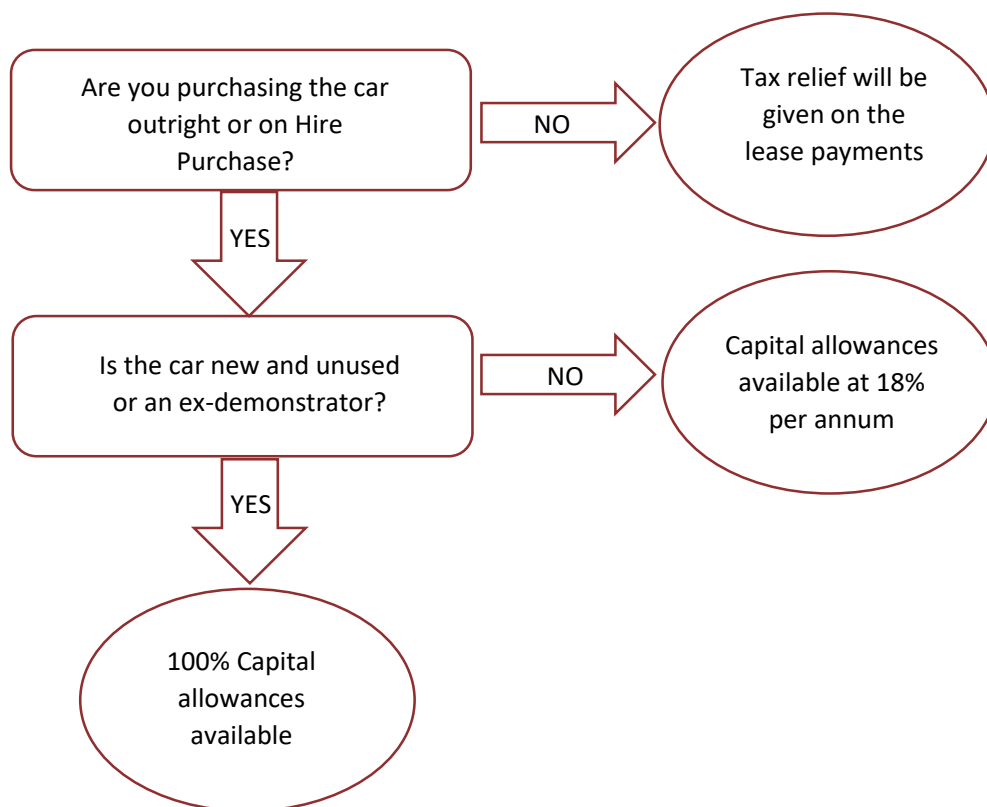 Are you purchasing the car
outright or on Hire
Purchase?
NO
Tax relief will be
given on the
lease payments
YES
Is the car new and unused
or an ex-demonstrator?
NO
Capital allowances
available at 18%
per annum
YES
100% Capital
allowances
available